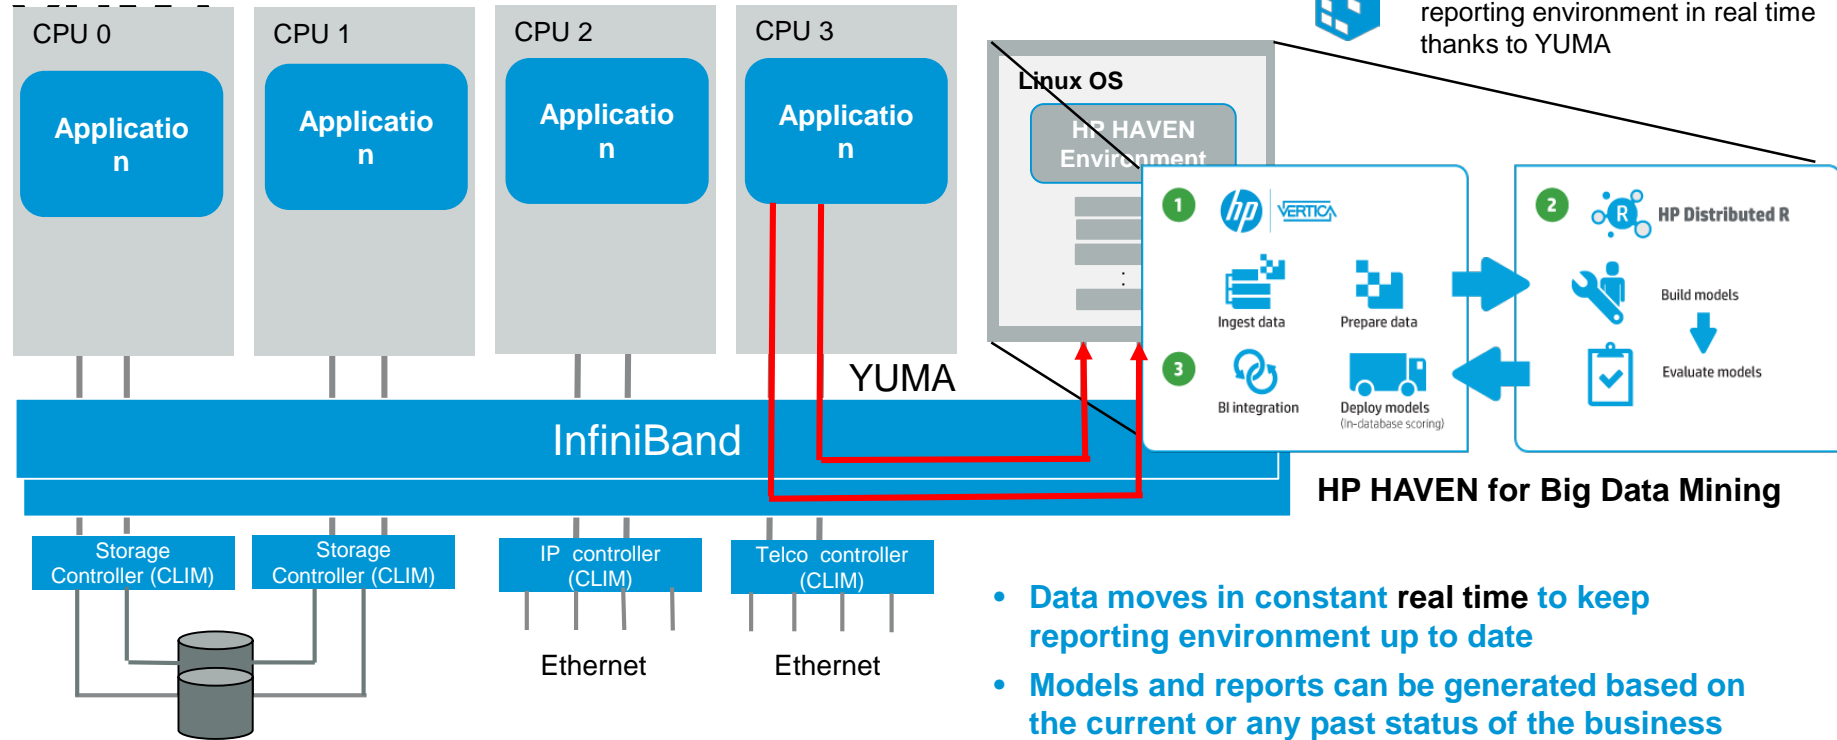 CPU 0
CPU 1
CPU 2
CPU 3
Applicatio
n
Applicatio
n
Applicatio
n
Applicatio
n
reporting environment in real time
thanks to YUMA
Linux OS
HP HAVEN
Environment
:
1
hp VERTICA
Ingest data
Prepare data
3
BI integration
Deploy models
(In-database scoring)
2
R
HP Distributed R
Build models
Evaluate models
YUMA
InfiniBand
HP HAVEN for Big Data Mining
Storage
Controller (CLIM)
Storage
Controller (CLIM)
IP controller
(CLIM)
Telco controller
(CLIM)
Ethernet
Ethernet
• Data moves in constant real time to keep
reporting environment up to date
• Models and reports can be generated based on
the current or any past status of the business